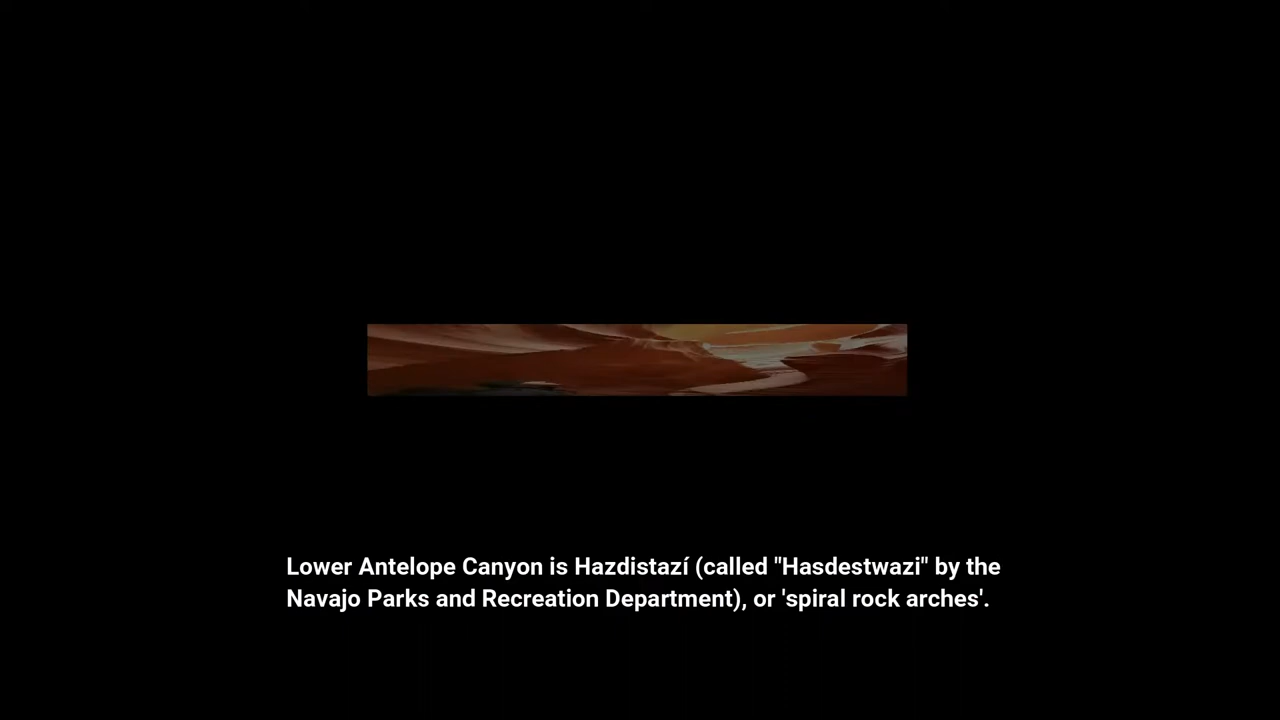 Lower Antelope Canyon is Hazdistazí (called "Hasdestwazi" by the
Navajo Parks and Recreation Department), or 'spiral rock arches'.